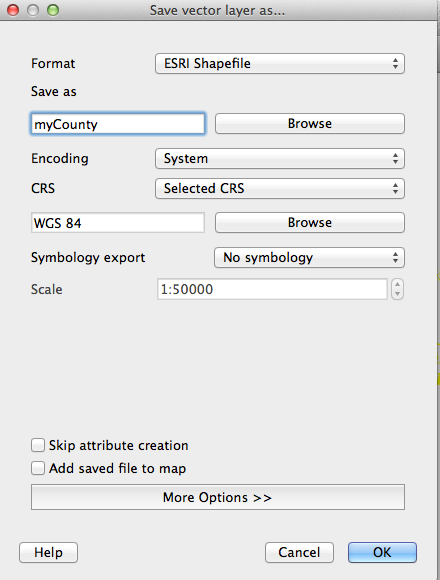 Save vector layer as...
Format ESRI Shapefile
Save as
myCounty Browse
Encoding System
CRS Selected CRS
WGS 84 Browse
Symbology export No symbology
Scale 1:50000
Skip attribute creation
Add saved file to map
More Options >>
Help Cancel OK